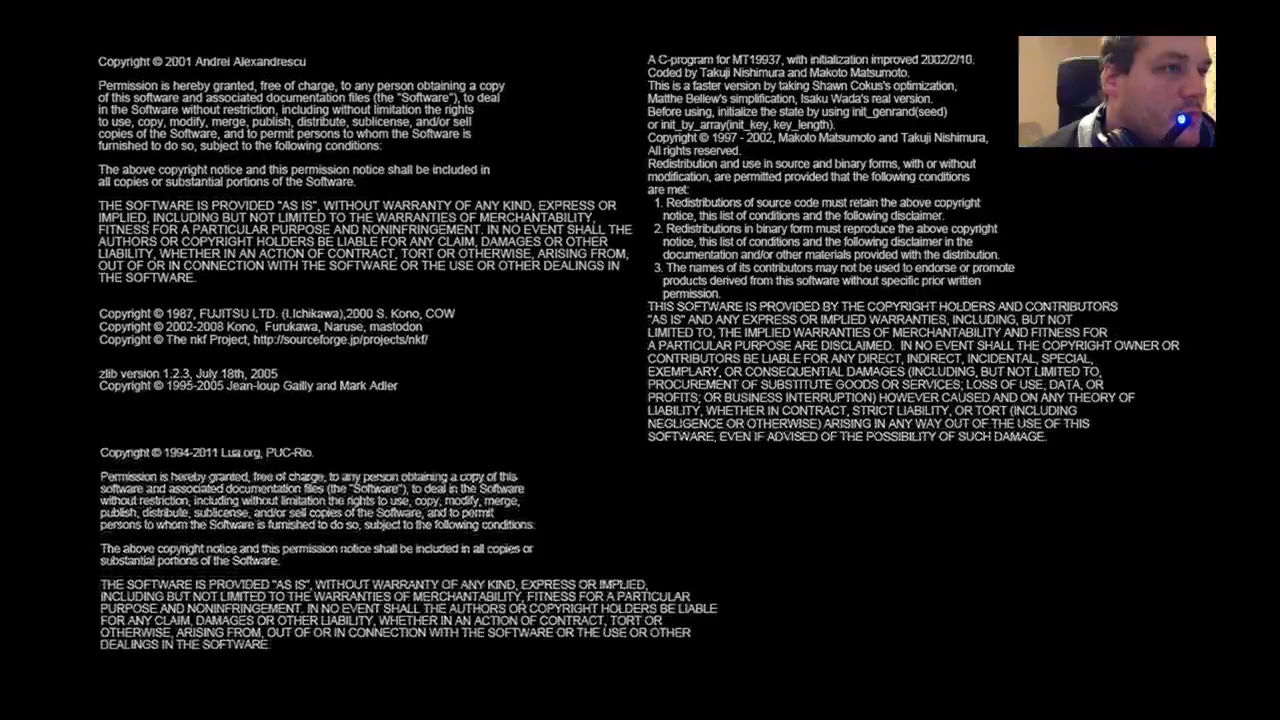 Copyright © 2001 Andrei Alexandrescu
Permission is hereby granted, free of charge, to any person obtaining a copy
of this software and associated documentation files (the "Software"), to deal
in the Software without restriction, including without limitation the rights
to use, copy, modify, merge, publish, distribute, sublicense, and/or sell
copies of the Software, and to permit persons to whom the Software is
furnished to do so, subject to the following conditions:
The above copyright notice and this permission notice shall be included in
all copies or substantial portions of the Software.
THE SOFTWARE IS PROVIDED "AS IS", WITHOUT WARRANTY OF ANY KIND, EXPRESS OR
IMPLIED, INCLUDING BUT NOT LIMITED TO THE WARRANTIES OF MERCHANTABILITY,
FITNESS FOR A PARTICULAR PURPOSE AND NONINFRINGEMENT. IN NO EVENT SHALL THE
AUTHORS OR COPYRIGHT HOLDERS BE LIABLE FOR ANY CLAIM, DAMAGES OR OTHER
LIABILITY, WHETHER IN AN ACTION OF CONTRACT, TORT OR OTHERWISE, ARISING FROM,
OUT OF OR IN CONNECTION WITH THE SOFTWARE OR THE USE OR OTHER DEALINGS IN
THE SOFTWARE.
Copyright © 1987, FUJITSU LTD. (I.Ichikawa),2000 S. Kono, COW
Copyright © 2002-2008 Kono, Furukawa, Naruse, mastodon
Copyright © The nkf Project, http://sourceforge.jp/projects/nkf/
zlib version 1.2.3, July 18th, 2005
Copyright © 1995-2005 Jean-loup Gailly and Mark Adler
Copyright © 1994-2011 Lua.org, PUC-Rio.
Permission is hereby granted, free of charge, to any person obtaining a copy of this
software and associated documentation files (the "Software"), to deal in the Software
without restriction, including without limitation the rights to use, copy, modify, merge,
publish, distribute, sublicense, and/or sell copies of the Software, and to permit
persons to whom the Software is furnished to do so, subject to the following conditions:
The above copyright notice and this permission notice shall be included in all copies or
substantial portions of the Software.
THE SOFTWARE IS PROVIDED "AS IS", WITHOUT WARRANTY OF ANY KIND, EXPRESS OR IMPLIED,
INCLUDING BUT NOT LIMITED TO THE WARRANTIES OF MERCHANTABILITY, FITNESS FOR A PARTICULAR
PURPOSE AND NONINFRINGEMENT. IN NO EVENT SHALL THE AUTHORS OR COPYRIGHT HOLDERS BE LIABLE
FOR ANY CLAIM, DAMAGES OR OTHER LIABILITY, WHETHER IN AN ACTION OF CONTRACT, TORT OR
OTHERWISE, ARISING FROM, OUT OF OR IN CONNECTION WITH THE SOFTWARE OR THE USE OR OTHER
DEALINGS IN THE SOFTWARE.
A C-program for MT19937, with initialization improved 2002/2/10.
Coded by Takuji Nishimura and Makoto Matsumoto.
This is a faster version by taking Shawn Cokus's optimization,
Matthe Bellew's simplification, Isaku Wada's real version.
Before using, initialize the state by using init_genrand(seed)
or init_by_array(init_key, key_length).
Copyright © 1997 - 2002, Makoto Matsumoto and Takuji Nishimura,
All rights reserved.
Redistribution and use in source and binary forms, with or without
modification, are permitted provided that the following conditions
are met:
1. Redistributions of source code must retain the above copyright
notice, this list of conditions and the following disclaimer.
2. Redistributions in binary form must reproduce the above copyright
notice, this list of conditions and the following disclaimer in the
documentation and/or other materials provided with the distribution.
3. The names of its contributors may not be used to endorse or promote
products derived from this software without specific prior written
permission.
THIS SOFTWARE IS PROVIDED BY THE COPYRIGHT HOLDERS AND CONTRIBUTORS
"AS IS" AND ANY EXPRESS OR IMPLIED WARRANTIES, INCLUDING, BUT NOT
LIMITED TO, THE IMPLIED WARRANTIES OF MERCHANTABILITY AND FITNESS FOR
A PARTICULAR PURPOSE ARE DISCLAIMED. IN NO EVENT SHALL THE COPYRIGHT OWNER OR
CONTRIBUTORS BE LIABLE FOR ANY DIRECT, INDIRECT, INCIDENTAL, SPECIAL,
EXEMPLARY, OR CONSEQUENTIAL DAMAGES (INCLUDING, BUT NOT LIMITED TO,
PROCUREMENT OF SUBSTITUTE GOODS OR SERVICES; LOSS OF USE, DATA, OR
PROFITS; OR BUSINESS INTERRUPTION) HOWEVER CAUSED AND ON ANY THEORY OF
LIABILITY, WHETHER IN CONTRACT, STRICT LIABILITY, OR TORT (INCLUDING
NEGLIGENCE OR OTHERWISE) ARISING IN ANY WAY OUT OF THE USE OF THIS
SOFTWARE, EVEN IF ADVISED OF THE POSSIBILITY OF SUCH DAMAGE.